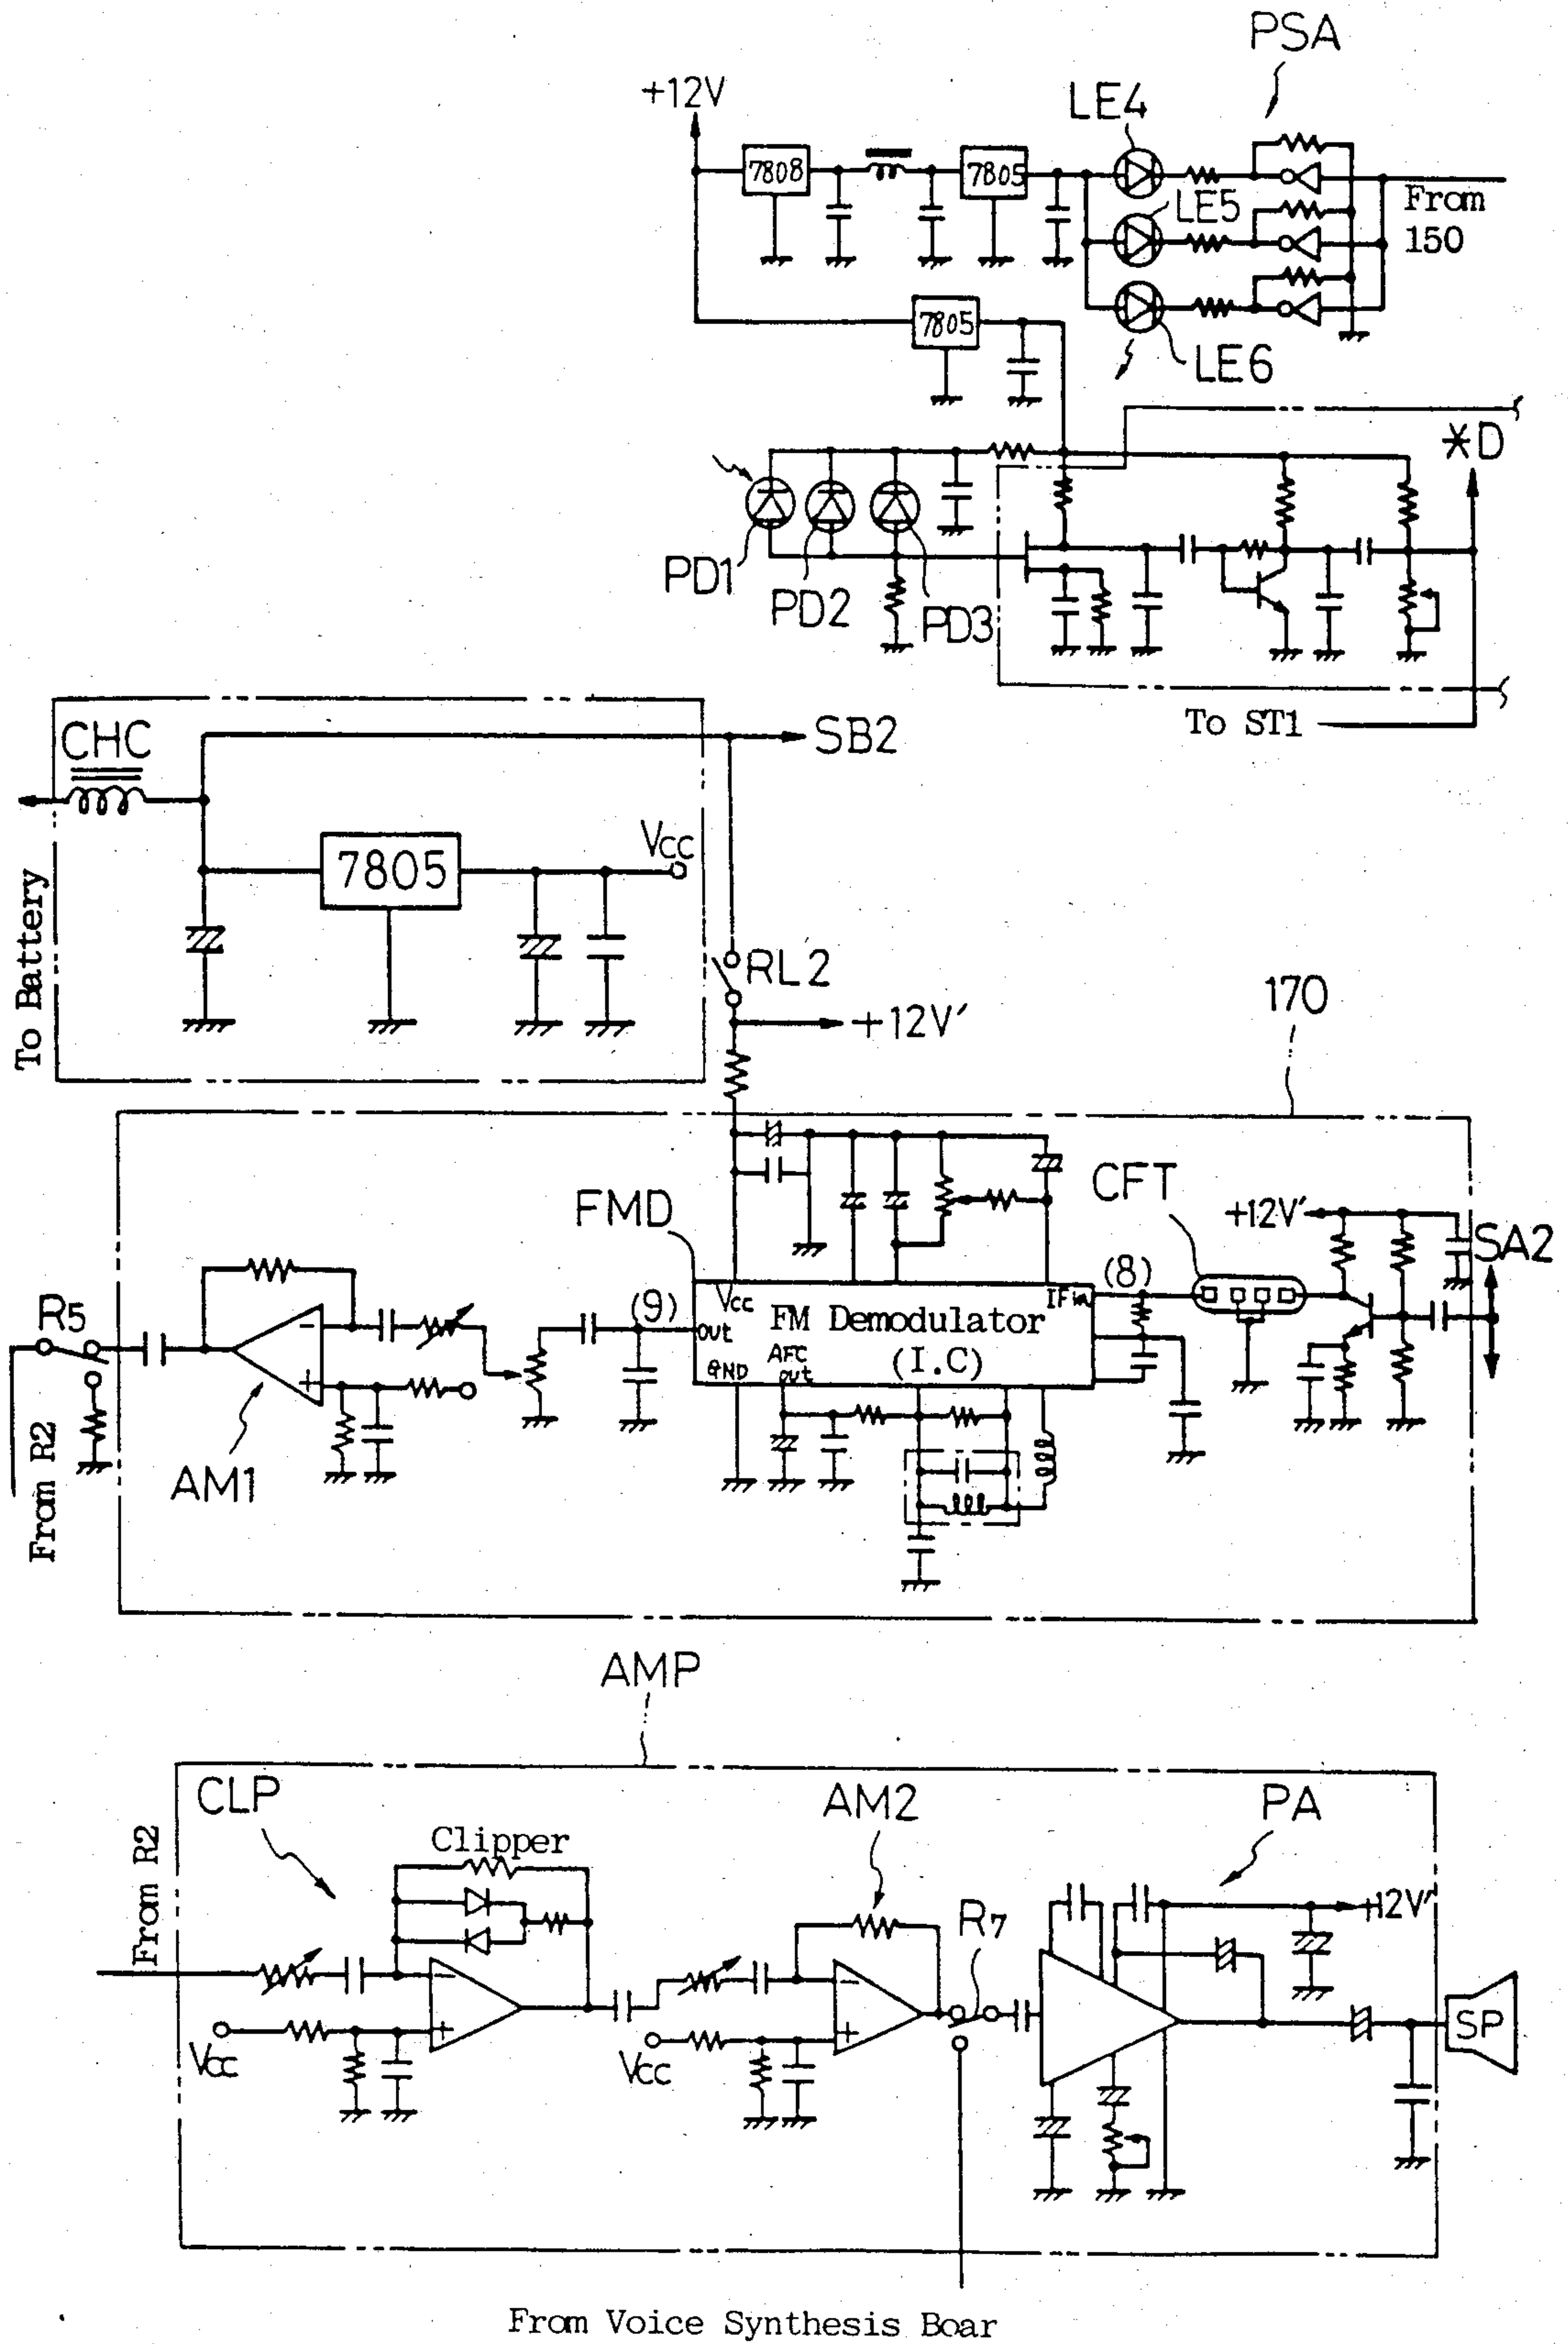 PSA
+12V
LE4
7808
7805
LE5
From
150
7805
LE6
*D
PD1
PD2
PD3
To ST1
CHC
SB2
Vcc
7805
To Battery
RL2
+12V'
170
CFT
FMD
+12V'
SA2
(8)
(9)
Vcc
IFin
R5
out
FM Demodulator
(I.C)
GND
AFC
out
AM1
From R2
AMP
CLP
AM2
PA
Clipper
From R2
R7
+12V'
SP
Vcc
Vcc
From Voice Synthesis Boar